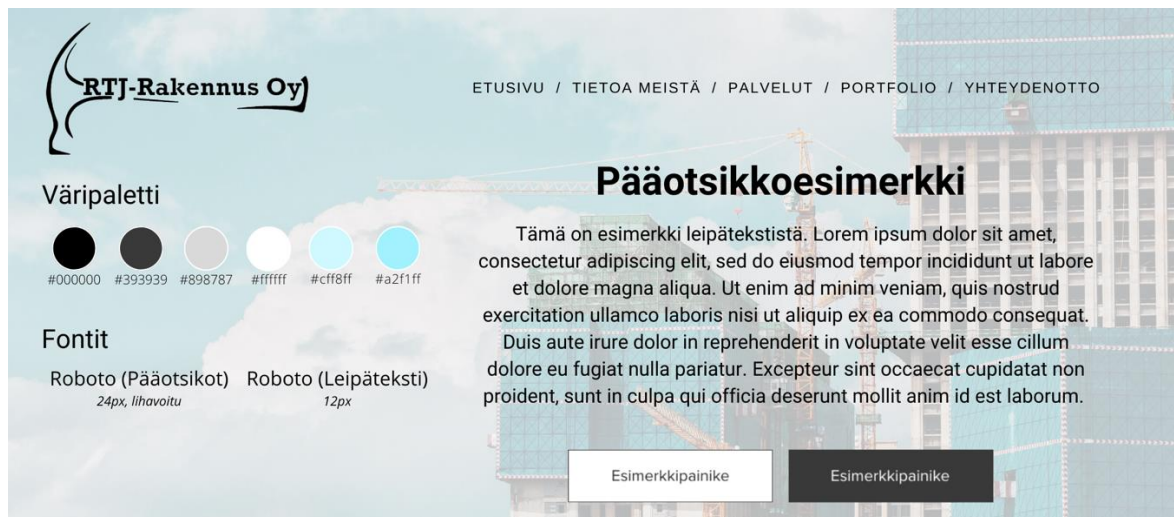 RTJ-Rakennus Oy
ETUSIVU / TIETOA MEISTÄ / PALVELUT / PORTFOLIO / YHTEYDENOTTO
Väripaletti
#000000 #393939 #898787 #ffffff #cff8ff #a2f1ff
Fontit
Roboto (Pääotsikot) Roboto (Leipäteksti)
24px, lihavoitu 12px
Pääotsikkoesimerkki
Tämä on esimerkki leipätekstistä. Lorem ipsum dolor sit amet,
consectetur adipiscing elit, sed do eiusmod tempor incididunt ut labore
et dolore magna aliqua. Ut enim ad minim veniam, quis nostrud
exercitation ullamco laboris nisi ut aliquip ex ea commodo consequat.
Duis aute irure dolor in reprehenderit in voluptate velit esse cillum
dolore eu fugiat nulla pariatur. Excepteur sint occaecat cupidatat non
proident, sunt in culpa qui officia deserunt mollit anim id est laborum.
Esimerkkipainike Esimerkkipainike